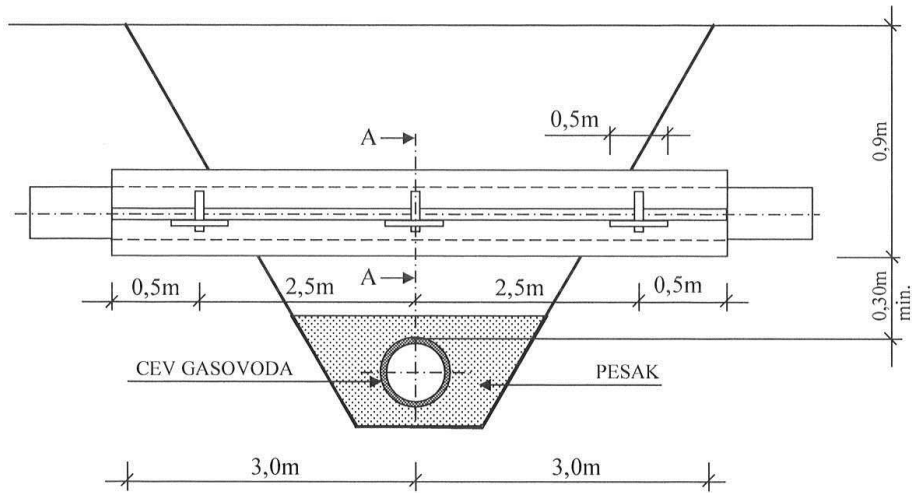 A
0,5m
0,9m
A
0,5m
2,5m
2,5m
0,5m
0,30m
min.
CEV GASOVODA
PESAK
3,0m
3,0m